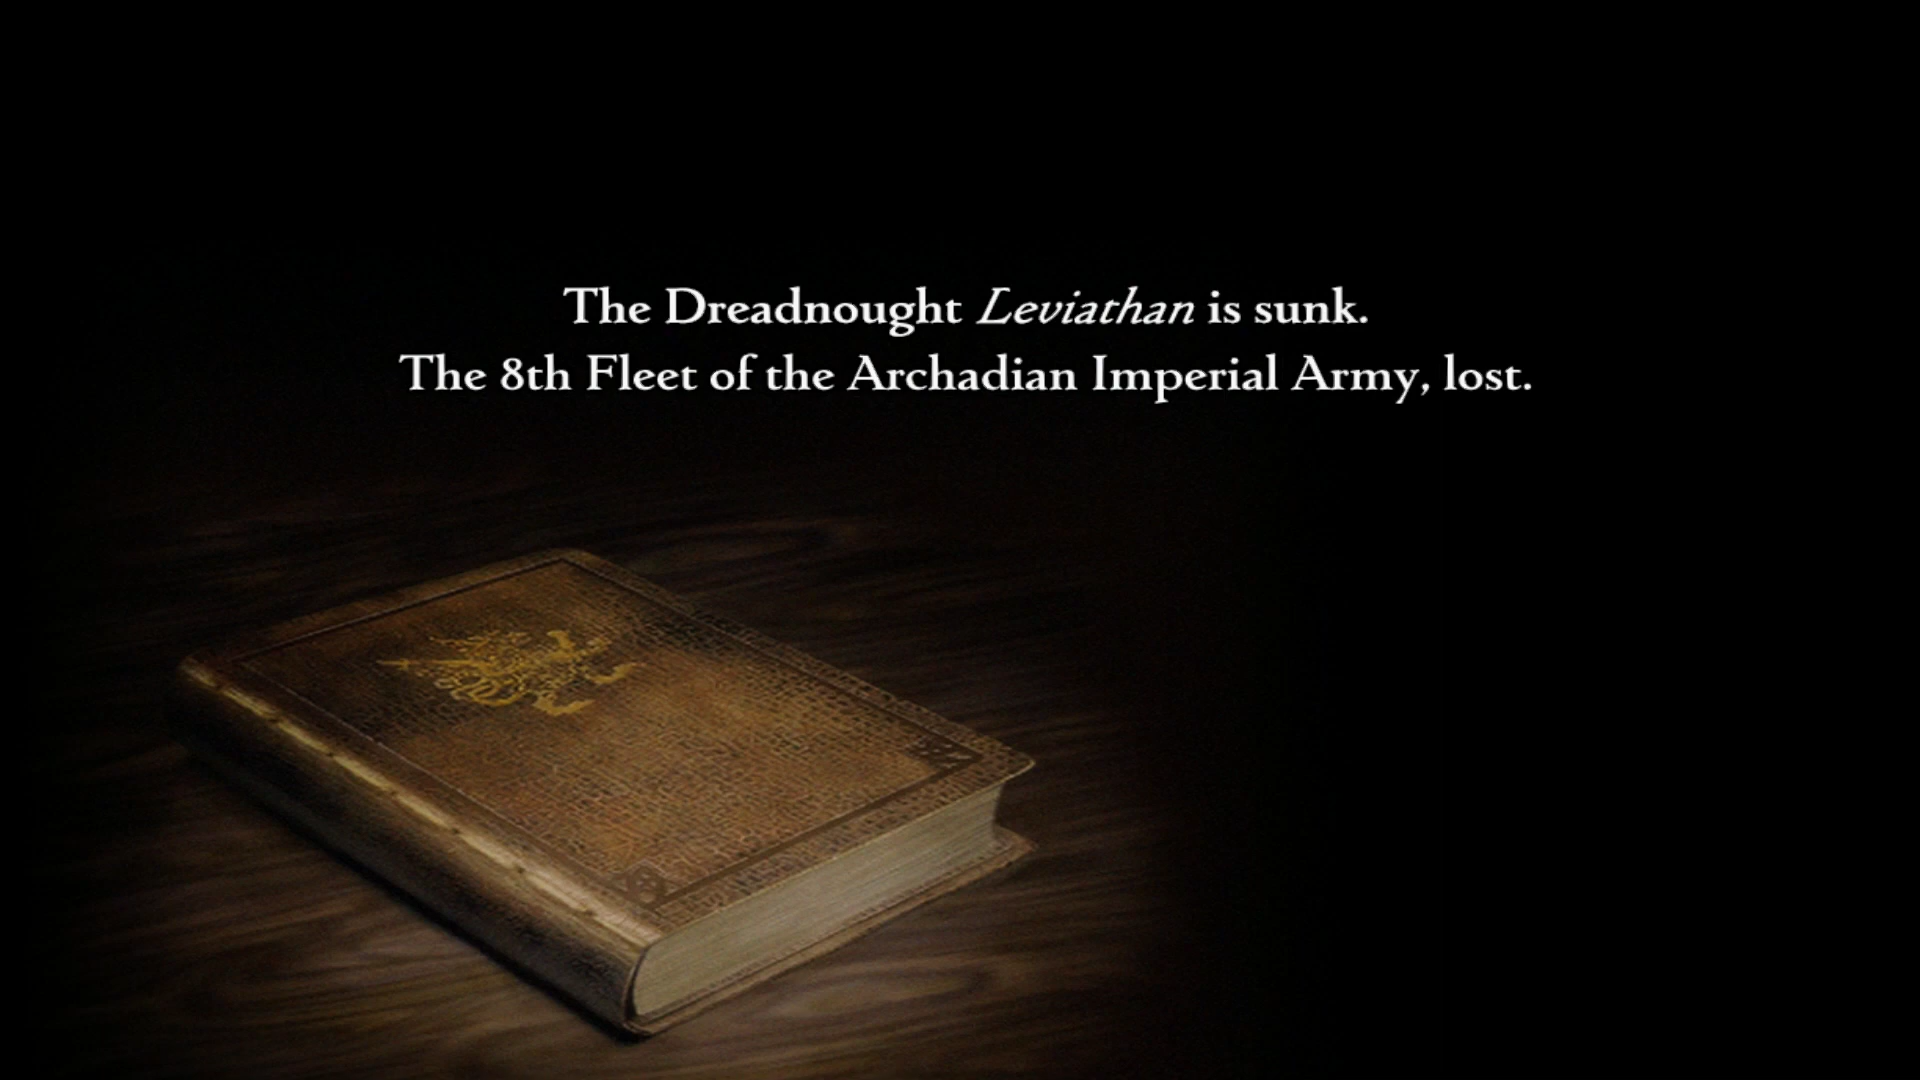 The Dreadnought Leviathan is sunk.
The 8th Fleet of the Archadian Imperial Army, lost.